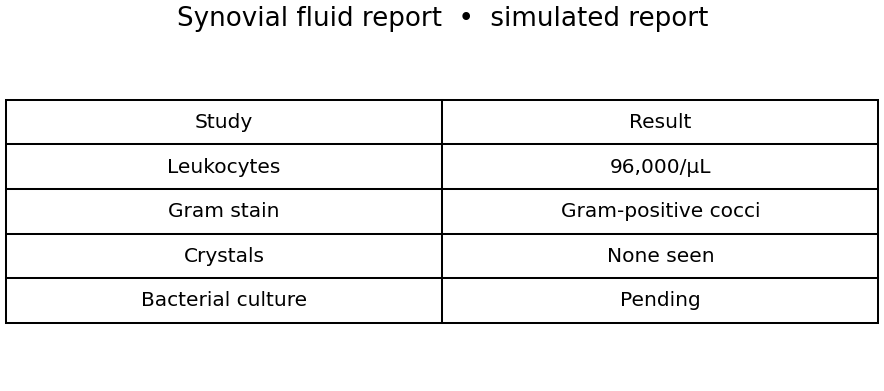 Synovial fluid report • simulated report
Study Result
Leukocytes 96,000/µL
Gram stain Gram-positive cocci
Crystals None seen
Bacterial culture Pending